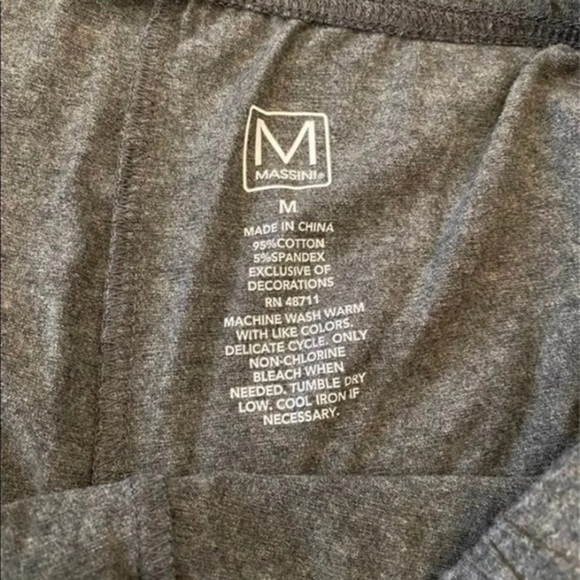 M
MASSINI®
M
MADE IN CHINA
95%COTTON
5%SPANDEX
EXCLUSIVE OF
DECORATIONS
RN 48711
MACHINE WASH WARM
WITH LIKE COLORS.
DELICATE CYCLE. ONLY
NON-CHLORINE
BLEACH WHEN
NEEDED. TUMBLE DRY
LOW. COOL IRON IF
NECESSARY.